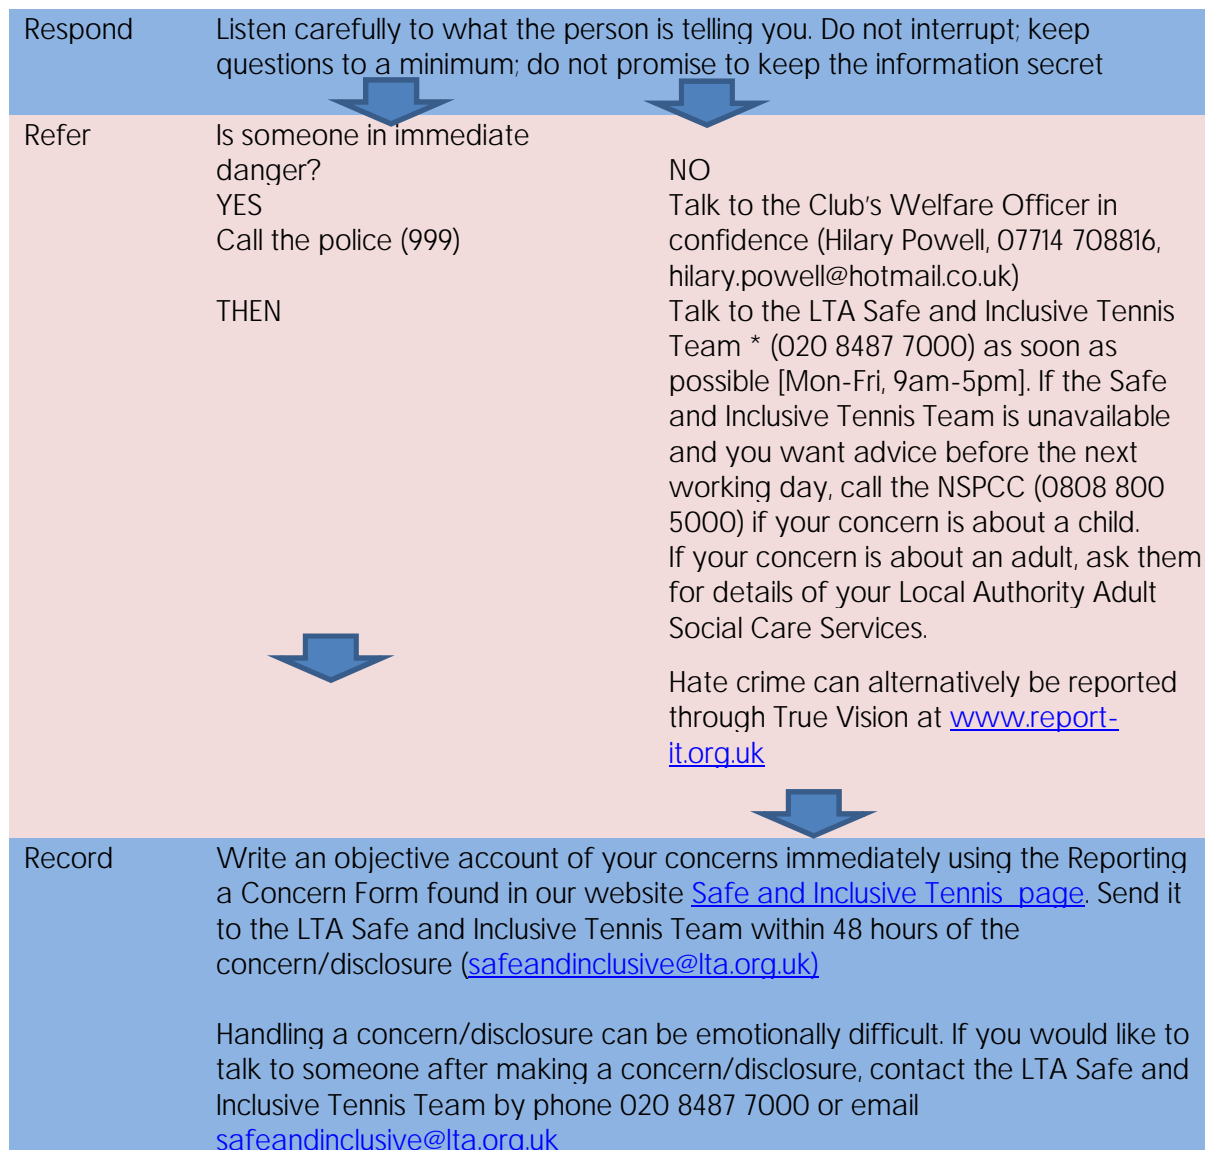 Respond
Listen carefully to what the person is telling you. Do not interrupt; keep
questions to a minimum; do not promise to keep the information secret
Refer
Is someone in immediate
danger?
YES
Call the police (999)
THEN
NO
Talk to the Club's Welfare Officer in
confidence (Hilary Powell, 07714 708816,
hilary.powell@hotmail.co.uk)
Talk to the LTA Safe and Inclusive Tennis
Team * (020 8487 7000) as soon as
possible [Mon-Fri, 9am-5pm]. If the Safe
and Inclusive Tennis Team is unavailable
and you want advice before the next
working day, call the NSPCC (0808 800
5000) if your concern is about a child.
If your concern is about an adult, ask them
for details of your Local Authority Adult
Social Care Services.
Hate crime can alternatively be reported
through True Vision at www.report-
it.org.uk
Record
Write an objective account of your concerns immediately using the Reporting
a Concern Form found in our website Safe and Inclusive Tennis page. Send it
to the LTA Safe and Inclusive Tennis Team within 48 hours of the
concern/disclosure (safeandinclusive@lta.org.uk)
Handling a concern/disclosure can be emotionally difficult. If you would like to
talk to someone after making a concern/disclosure, contact the LTA Safe and
Inclusive Tennis Team by phone 020 8487 7000 or email
safeandinclusive@lta.org.uk